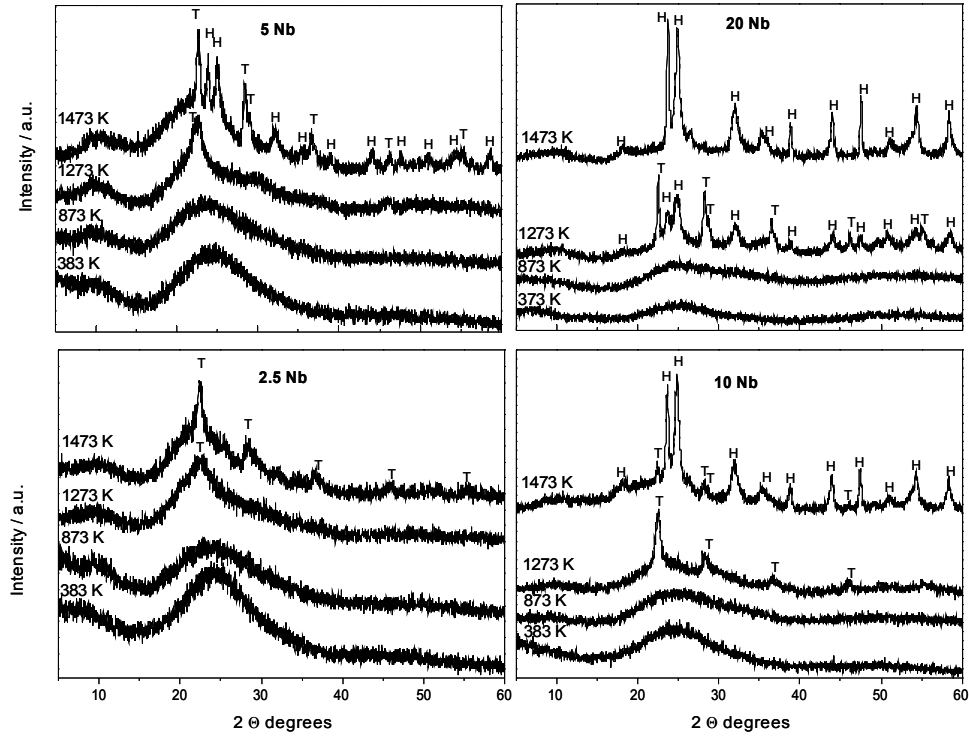 5 Nb
T H H T T H H T H H T H H T H
1473 K
T
1273 K
873 K
383 K
Intensity / a.u.
20 Nb
H H H H H H H H H H H
1473 K
H T H H T T H T H H T H H H T H
1273 K
873 K
373 K
2.5 Nb
T T T T T
1473 K
T
1273 K
873 K
383 K
Intensity / a.u.
10 20 30 40 50 60
2 Θ degrees
10 Nb
H T H H T T H H H H T H H H H
1473 K
T T T T
1273 K
873 K
383 K
10 20 30 40 50 60
2 Θ degrees